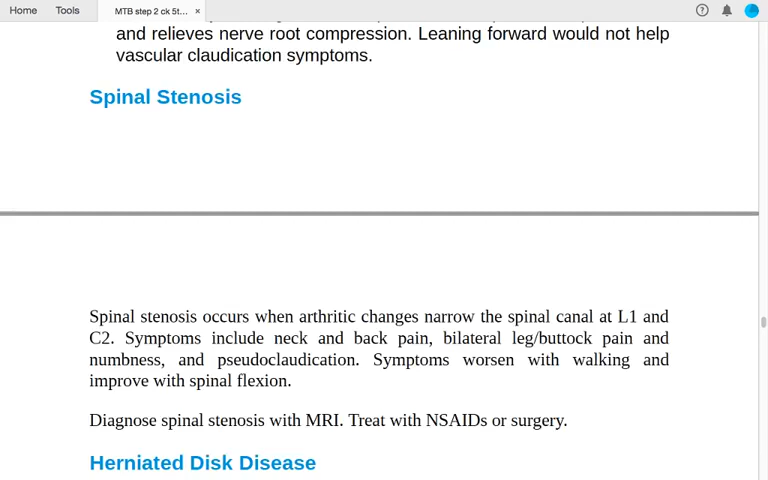 Home Tools MTB step 2 ck 5t... × ?
and relieves nerve root compression. Leaning forward would not help
vascular claudication symptoms.
Spinal Stenosis
Spinal stenosis occurs when arthritic changes narrow the spinal canal at L1 and
C2. Symptoms include neck and back pain, bilateral leg/buttock pain and
numbness, and pseudoclaudication. Symptoms worsen with walking and
improve with spinal flexion.
Diagnose spinal stenosis with MRI. Treat with NSAIDs or surgery.
Herniated Disk Disease